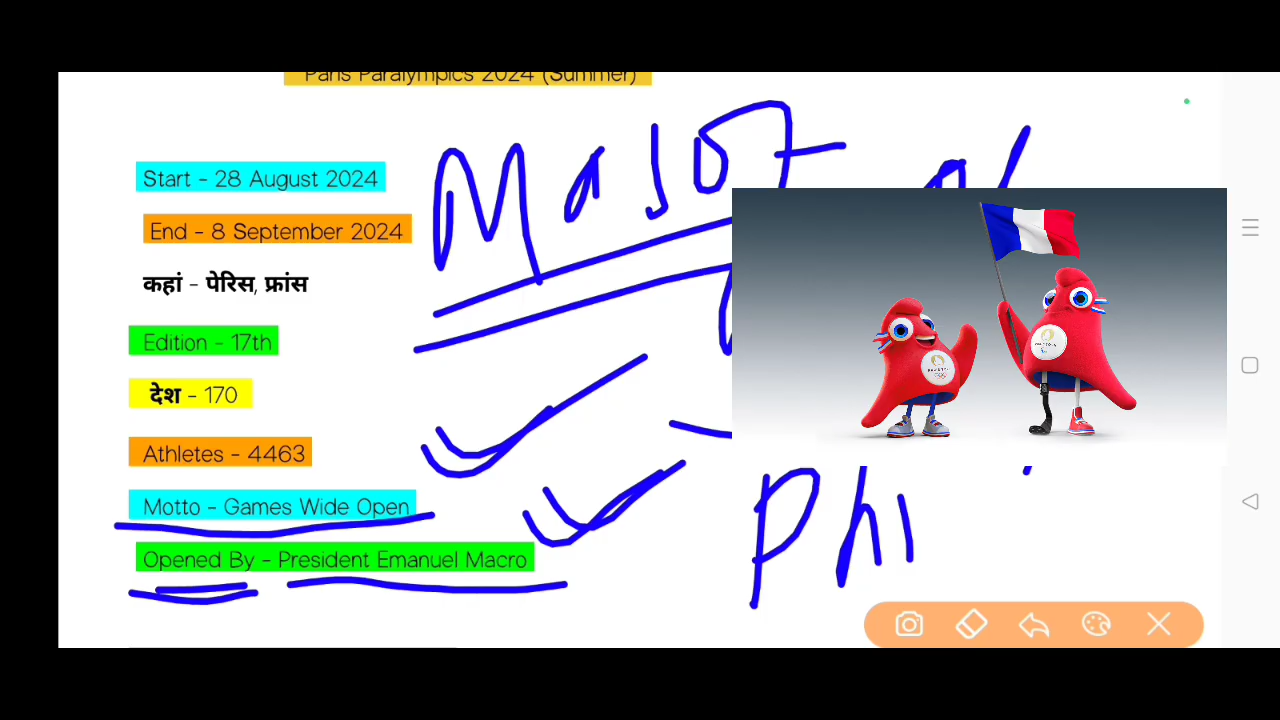 Paris Paralympics 2024 (Summer)
Start - 28 August 2024
End - 8 September 2024
कहां - पेरिस, फ्रांस
Edition - 17th
देश - 170
Athletes - 4463
Motto - Games Wide Open
Opened By - President Emanuel Macro
Phi